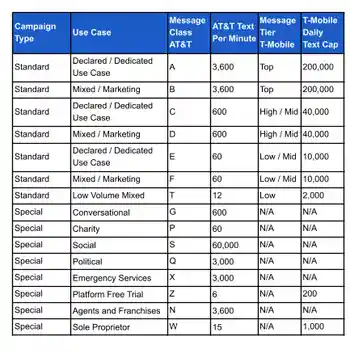 Campaign Type | Use Case | Message Class AT&T | AT&T Text Per Minute | Message Tier T-Mobile | T-Mobile Daily Text Cap
Standard | Declared / Dedicated Use Case | A | 3,600 | Top | 200,000
Standard | Mixed / Marketing | B | 3,600 | Top | 200,000
Standard | Declared / Dedicated Use Case | C | 600 | High / Mid | 40,000
Standard | Mixed / Marketing | D | 600 | High / Mid | 40,000
Standard | Declared / Dedicated Use Case | E | 60 | Low / Mid | 10,000
Standard | Mixed / Marketing | F | 60 | Low / Mid | 10,000
Standard | Low Volume Mixed | T | 12 | Low | 2,000
Special | Conversational | G | 600 | N/A | N/A
Special | Charity | P | 60 | N/A | N/A
Special | Social | S | 60,000 | N/A | N/A
Special | Political | Q | 3,000 | N/A | N/A
Special | Emergency Services | X | 3,000 | N/A | N/A
Special | Platform Free Trial | Z | 6 | N/A | 200
Special | Agents and Franchises | N | 3,600 | N/A | N/A
Special | Sole Proprietor | W | 15 | N/A | 1,000